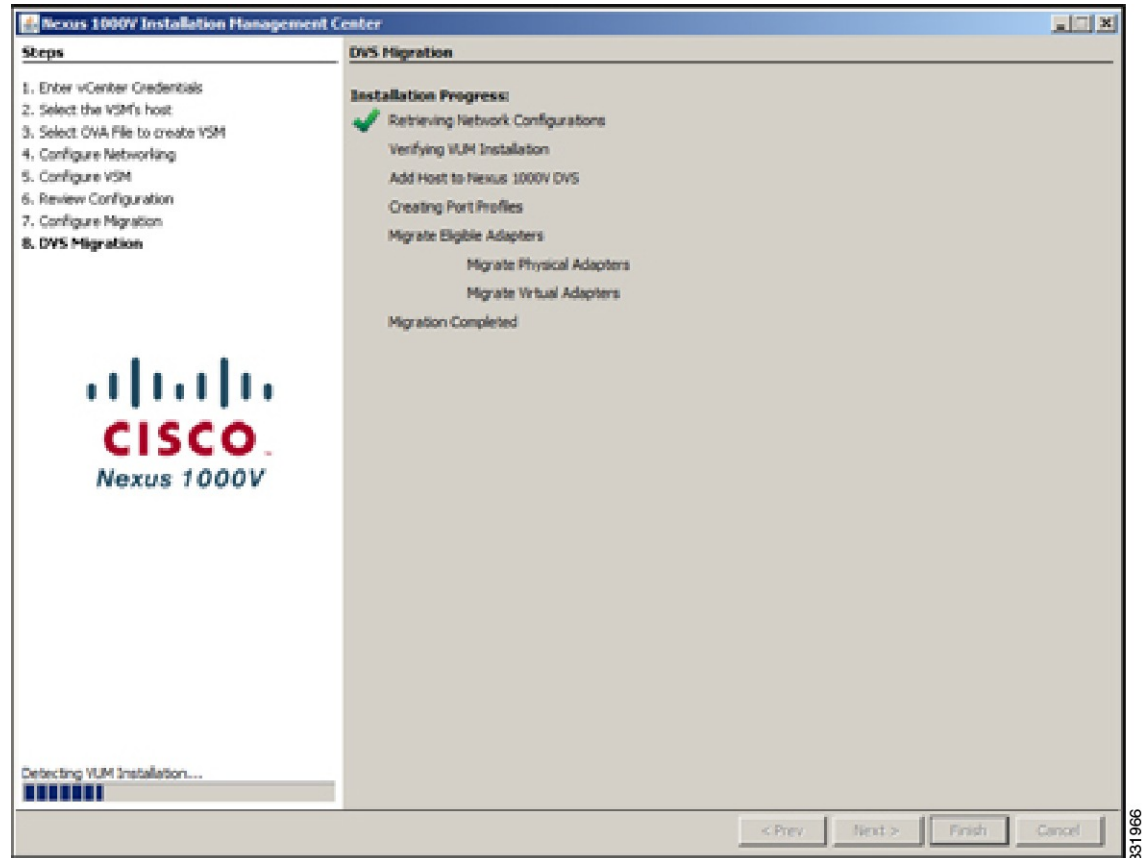 Nexus 1000V Installation Management Center
Steps
1. Enter vCenter Credentials
2. Select the VSM's host
3. Select OVA File to create VSM
4. Configure Networking
5. Configure VSM
6. Review Configuration
7. Configure Migration
8. DVS Migration
CISCO
Nexus 1000V
Detecting VUM Installation...
DVS Migration
Installation Progress:
Retrieving Network Configurations
Verifying VUM Installation
Add Host to Nexus 1000V DVS
Creating Port Profiles
Migrate Eligible Adapters
Migrate Physical Adapters
Migrate Virtual Adapters
Migration Completed
< Prev
Next >
Finish
Cancel
331966